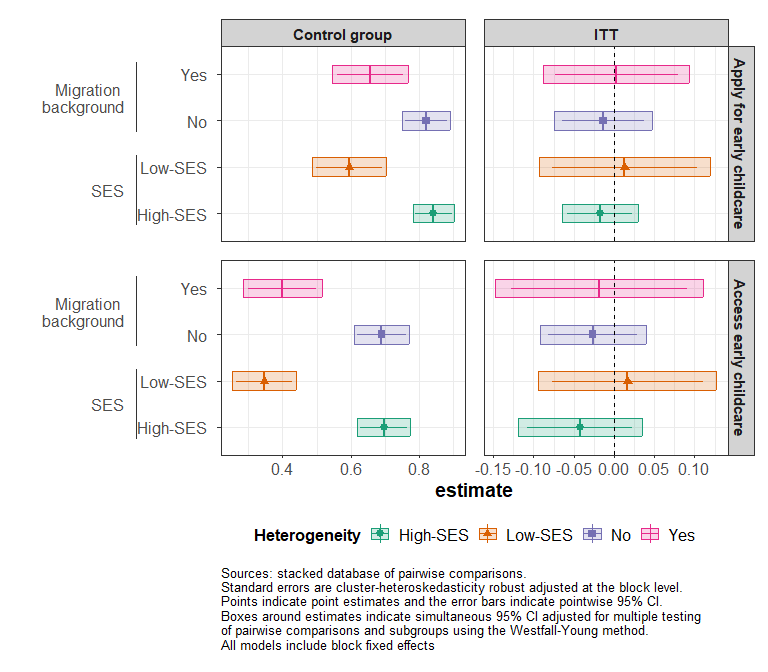 Control group
ITT
Migration
background
Yes
No
SES
Low-SES
High-SES
Apply for early childcare
Migration
background
Yes
No
SES
Low-SES
High-SES
Access early childcare
0.4 0.6 0.8
-0.15 -0.10 -0.05 0.00 0.05 0.10
estimate
Heterogeneity High-SES Low-SES No Yes
Sources: stacked database of pairwise comparisons.
Standard errors are cluster-heteroskedasticity robust adjusted at the block level.
Points indicate point estimates and the error bars indicate pointwise 95% CI.
Boxes around estimates indicate simultaneous 95% CI adjusted for multiple testing
of pairwise comparisons and subgroups using the Westfall-Young method.
All models include block fixed effects